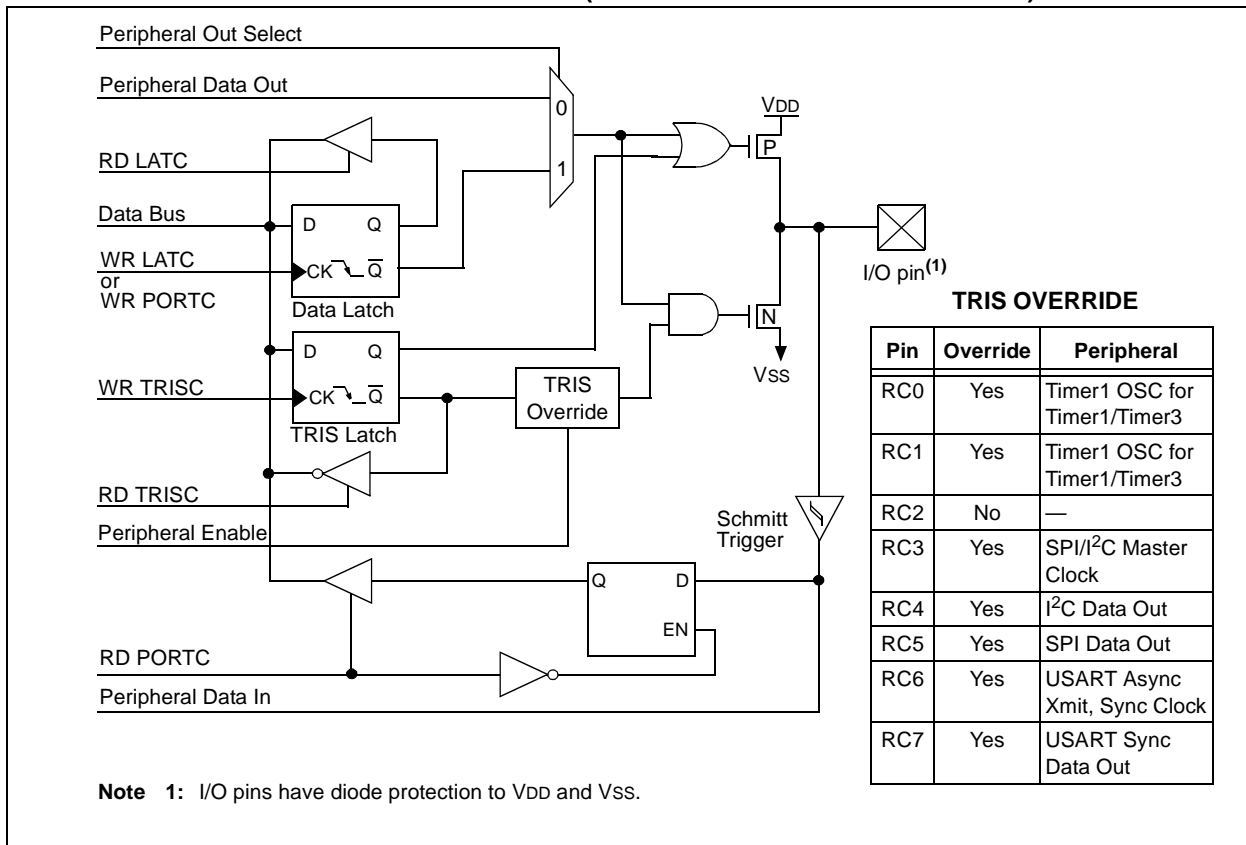 Peripheral Out Select
Peripheral Data Out
0
1
VDD
P
RD LATC
Data Bus
D Q
WR LATC
or
WR PORTC
CK Q̅
Data Latch
I/O pin(1)
D Q
WR TRISC
CK Q̅
TRIS Latch
TRIS
Override
N
VSS
RD TRISC
Peripheral Enable
Schmitt
Trigger
Q D
EN
RD PORTC
Peripheral Data In
TRIS OVERRIDE
Pin Override Peripheral
RC0 Yes Timer1 OSC for
Timer1/Timer3
RC1 Yes Timer1 OSC for
Timer1/Timer3
RC2 No —
RC3 Yes SPI/I²C Master
Clock
RC4 Yes I²C Data Out
RC5 Yes SPI Data Out
RC6 Yes USART Async
Xmit, Sync Clock
RC7 Yes USART Sync
Data Out
Note 1: I/O pins have diode protection to VDD and VSS.